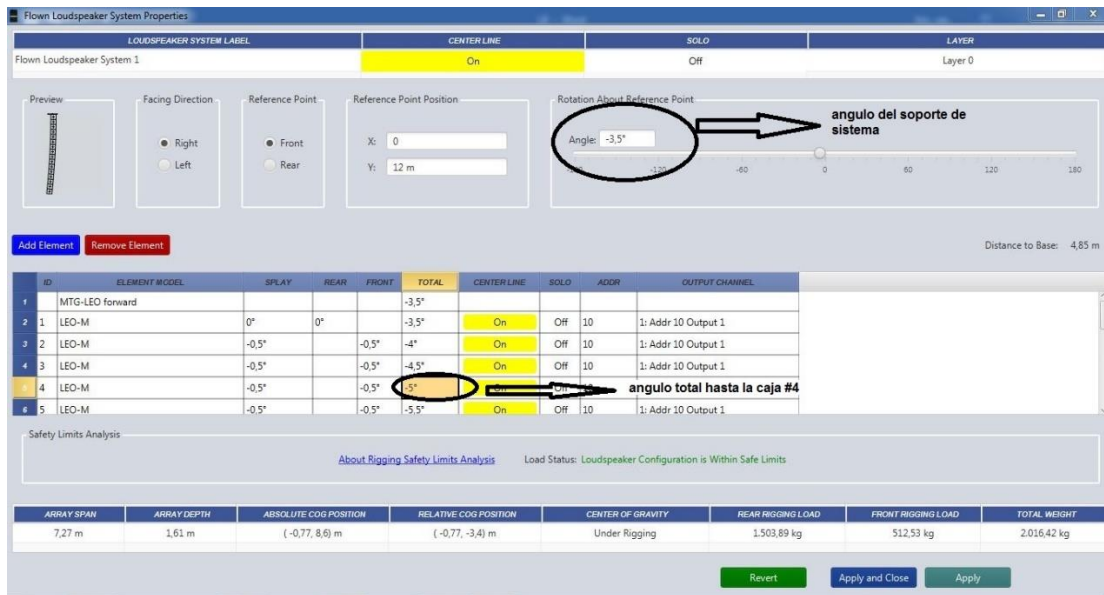 Flown Loudspeaker System Properties
LOUDSPEAKER SYSTEM LABEL CENTER LINE SOLO LAYER
Flown Loudspeaker System 1 On Off Layer 0
Preview Facing Direction Reference Point Reference Point Position Rotation About Reference Point
Right
Left
Front
Rear
X: 0
Y: 12 m
Angle: -3,5°
angulo del soporte de
sistema
-120 -60 0 60 120 180
Add Element Remove Element Distance to Base: 4,85 m
ID ELEMENT MODEL SPLAY REAR FRONT TOTAL CENTER LINE SOLO ADDR OUTPUT CHANNEL
1 MTG-LEO forward -3,5°
2 1 LEO-M 0° 0° -3,5° On Off 10 1: Addr 10 Output 1
3 2 LEO-M -0,5° -0,5° -4° On Off 10 1: Addr 10 Output 1
4 3 LEO-M -0,5° -0,5° -4,5° On Off 10 1: Addr 10 Output 1
5 4 LEO-M -0,5° -0,5° -5° On Off angulo total hasta la caja #4
6 5 LEO-M -0,5° -0,5° -5,5° On Off 10 1: Addr 10 Output 1
Safety Limits Analysis
About Rigging Safety Limits Analysis Load Status: Loudspeaker Configuration is Within Safe Limits
ARRAY SPAN ARRAY DEPTH ABSOLUTE COG POSITION RELATIVE COG POSITION CENTER OF GRAVITY REAR RIGGING LOAD FRONT RIGGING LOAD TOTAL WEIGHT
7,27 m 1,61 m ( -0,77, 8,6) m ( -0,77, -3,4) m Under Rigging 1.503,89 kg 512,53 kg 2.016,42 kg
Revert Apply and Close Apply